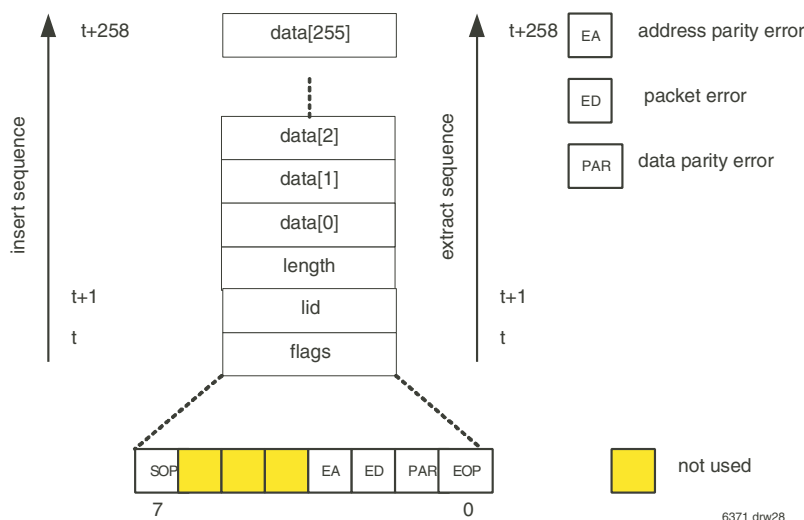 t+258
data[255]
t+258
EA
address parity error
ED
packet error
PAR
data parity error
insert sequence
extract sequence
data[2]
data[1]
data[0]
length
lid
flags
t+1
t
t+1
t
SOP
EA
ED
PAR
EOP
7
0
not used
6371 drw28